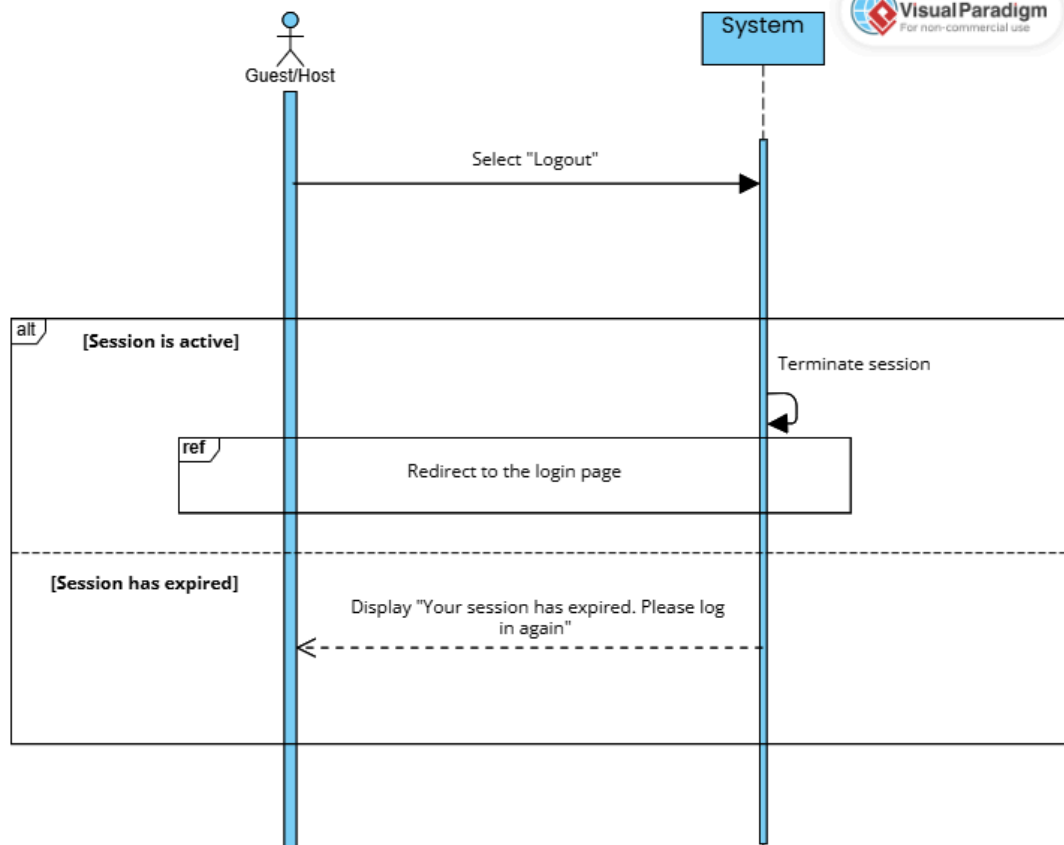 Visual Paradigm
For non-commercial use
System
Guest/Host
Select "Logout"
alt
[Session is active]
Terminate session
ref
Redirect to the login page
[Session has expired]
Display "Your session has expired. Please log
in again"